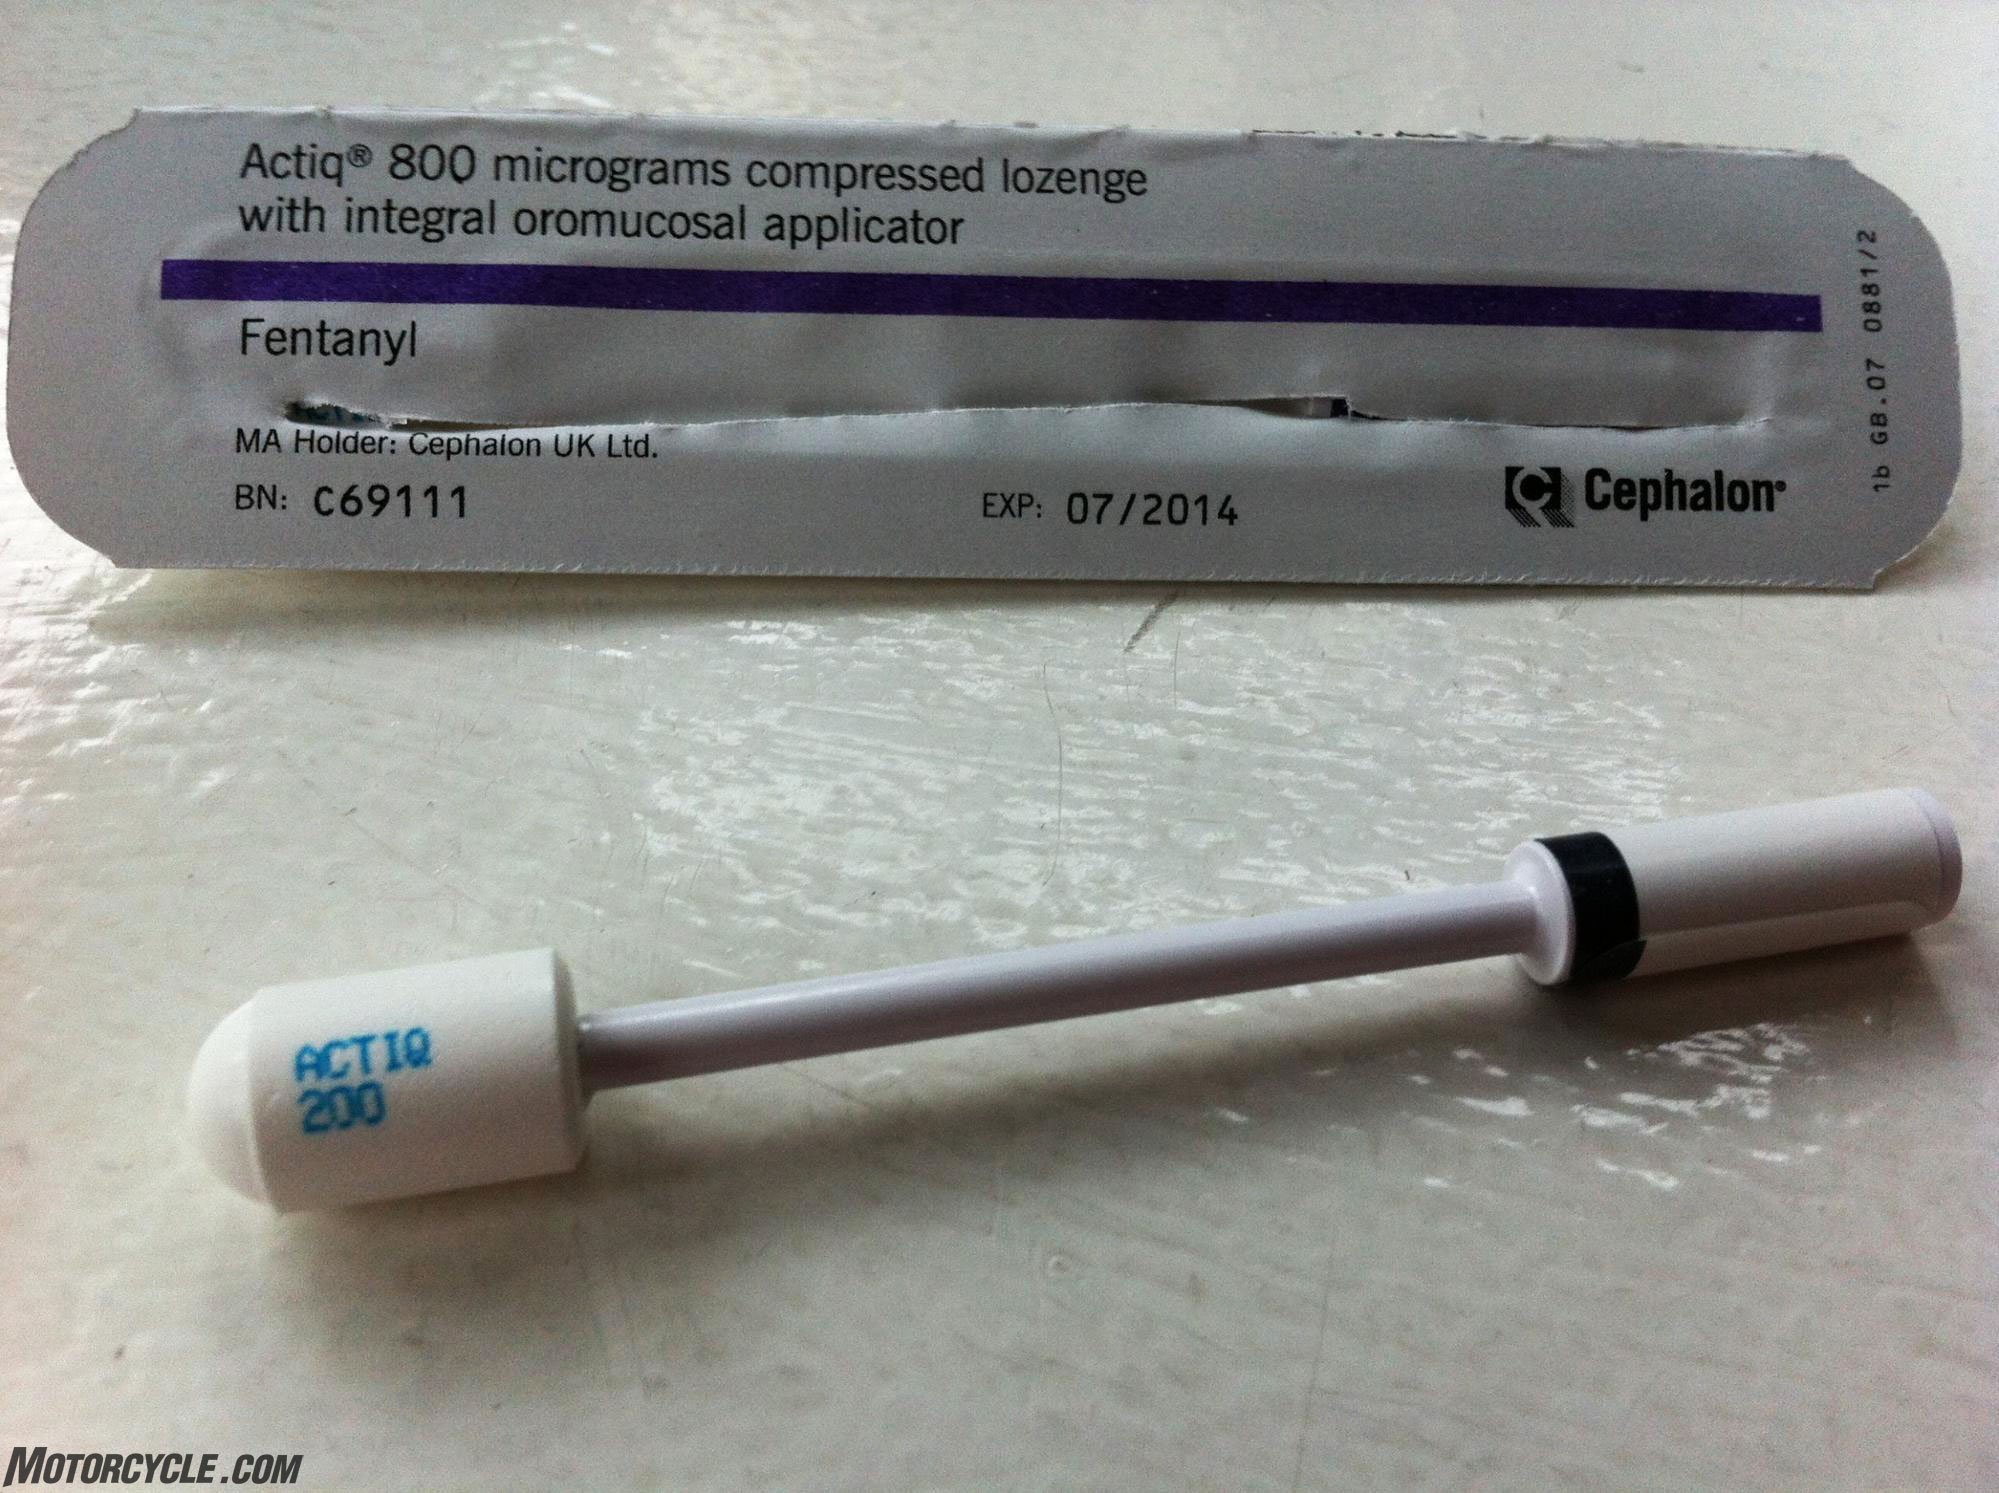 Actiq® 800 micrograms compressed lozenge
with integral oromucosal applicator
Fentanyl
MA Holder: Cephalon UK Ltd.
BN: C69111
EXP: 07/2014
Cephalon®
1b GB.07 0881/2
ACTIQ
200
MOTORCYCLE.COM